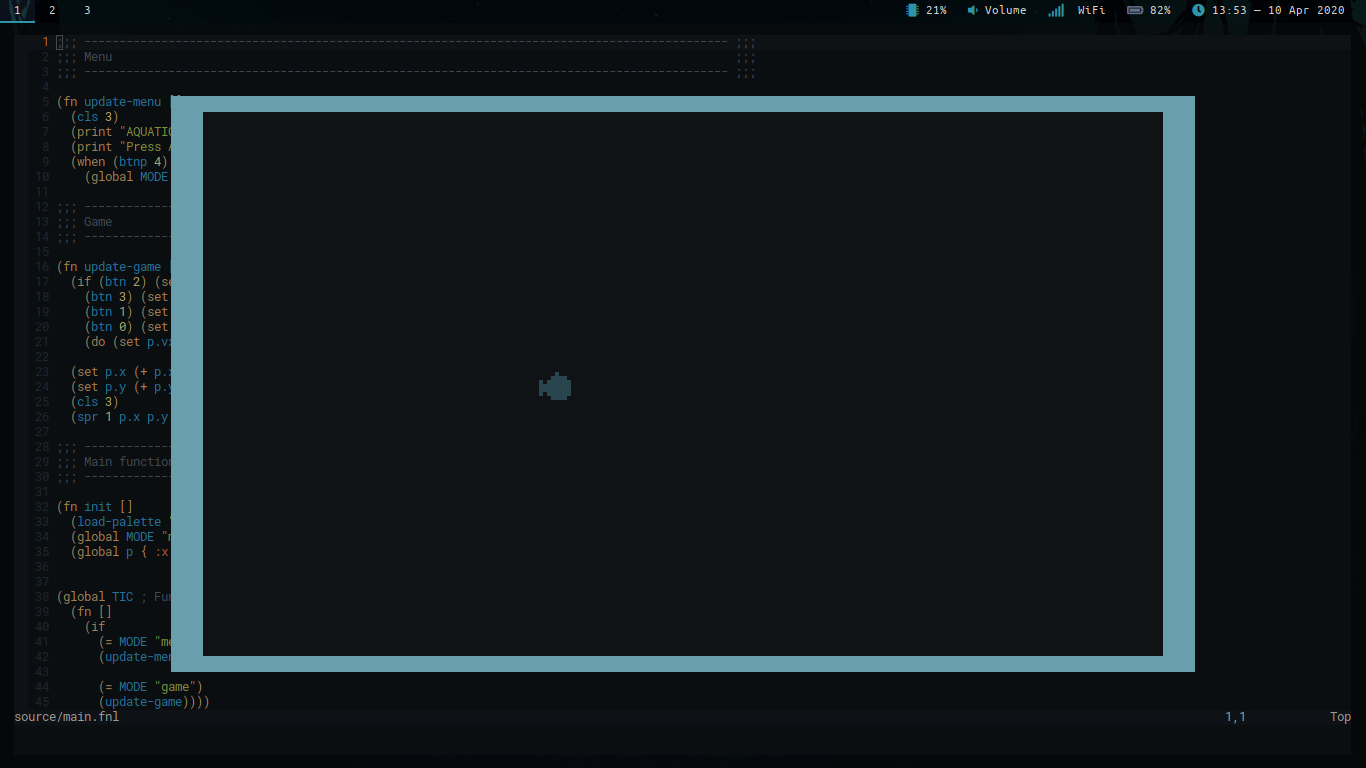 1 2 3 21% Volume WiFi 82% 13:53 – 10 Apr 2020
1 ;;; -------------------------------------------------------------------------------------------- ;;;
2 ;;; Menu
3 ;;; -------------------------------------------------------------------------------------------- ;;;
4
5 (fn update-menu
6 (cls 3)
7 (print "AQUATIC
8 (print "Press
9 (when (btnp 4)
10 (global MODE
11
12 ;;; ------------
13 ;;; Game
14 ;;; ------------
15
16 (fn update-game
17 (if (btn 2) (se
18 (btn 3) (set
19 (btn 1) (set
20 (btn 0) (set
21 (do (set p.vx
22
23 (set p.x (+ p.x
24 (set p.y (+ p.y
25 (cls 3)
26 (spr 1 p.x p.y
27
28 ;;; ------------
29 ;;; Main function
30 ;;; ------------
31
32 (fn init []
33 (load-palette
34 (global MODE "m
35 (global p { :x
36
37
38 (global TIC ; Fun
39 (fn []
40 (if
41 (= MODE "me
42 (update-men
43
44 (= MODE "game")
45 (update-game))))
source/main.fnl 1,1 Top